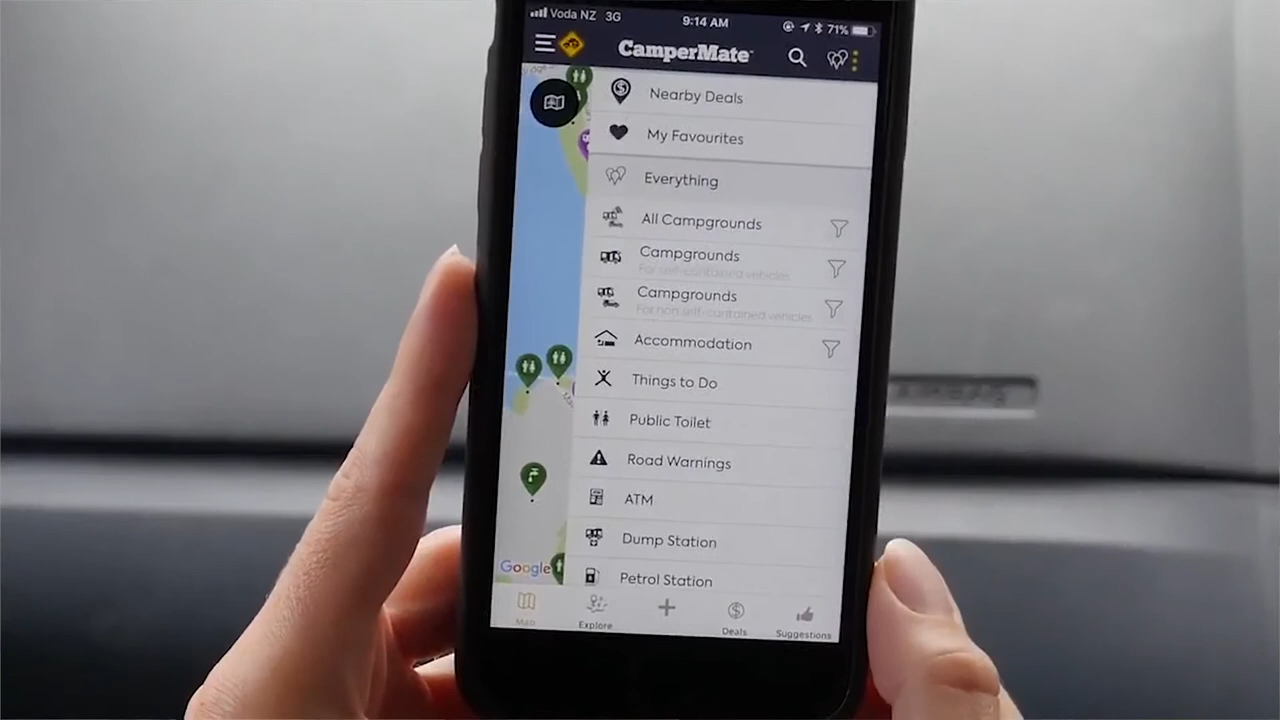 Voda NZ 3G 9:14 AM 71%
CamperMate
Nearby Deals
My Favourites
Everything
All Campgrounds
Campgrounds
For self-contained vehicles
Campgrounds
For non self-contained vehicles
Accommodation
Things to Do
Public Toilet
Road Warnings
ATM
Dump Station
Petrol Station
Google
Map
Explore
Deals
Suggestions
AIRBAG